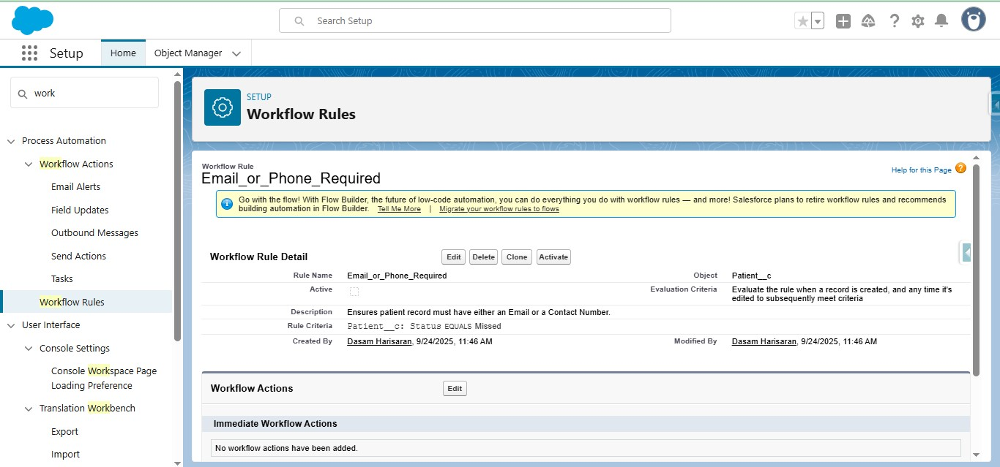 Search Setup
Setup
Home
Object Manager
work
Process Automation
Workflow Actions
Email Alerts
Field Updates
Outbound Messages
Send Actions
Tasks
Workflow Rules
User Interface
Console Settings
Console Workspace Page
Loading Preference
Translation Workbench
Export
Import
SETUP
Workflow Rules
Workflow Rule
Email_or_Phone_Required
Help for this Page ?
Go with the flow! With Flow Builder, the future of low-code automation, you can do everything you do with workflow rules — and more! Salesforce plans to retire workflow rules and recommends
building automation in Flow Builder. Tell Me More | Migrate your workflow rules to flows
Workflow Rule Detail Edit Delete Clone Activate
Rule Name Email_or_Phone_Required Object Patient__c
Active Evaluation Criteria Evaluate the rule when a record is created, and any time it's
edited to subsequently meet criteria
Description Ensures patient record must have either an Email or a Contact Number.
Rule Criteria Patient__c: Status EQUALS Missed
Created By Dasam Harisaran, 9/24/2025, 11:46 AM Modified By Dasam Harisaran, 9/24/2025, 11:46 AM
Workflow Actions Edit
Immediate Workflow Actions
No workflow actions have been added.